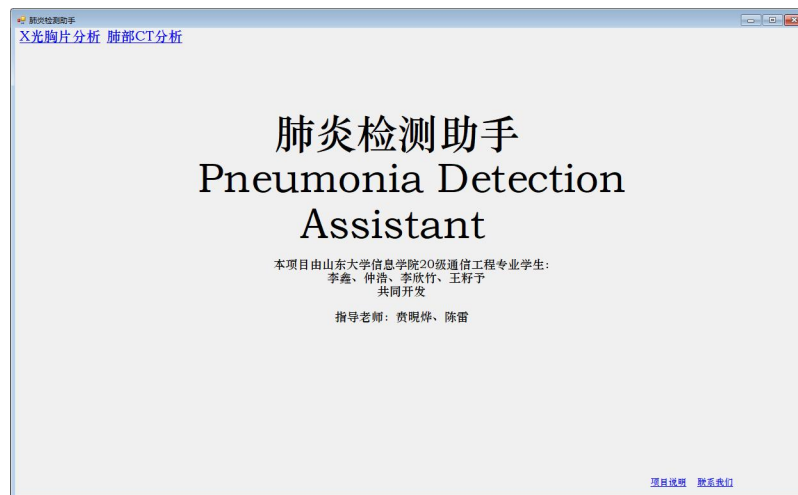 肺炎检测助手
X光胸片分析 肺部CT分析
肺炎检测助手
Pneumonia Detection
Assistant
本项目由山东大学信息学院20级通信工程专业学生:
李鑫、仲浩、李欣竹、王籽予
共同开发
指导老师: 贲晛烨、陈雷
项目说明 联系我们